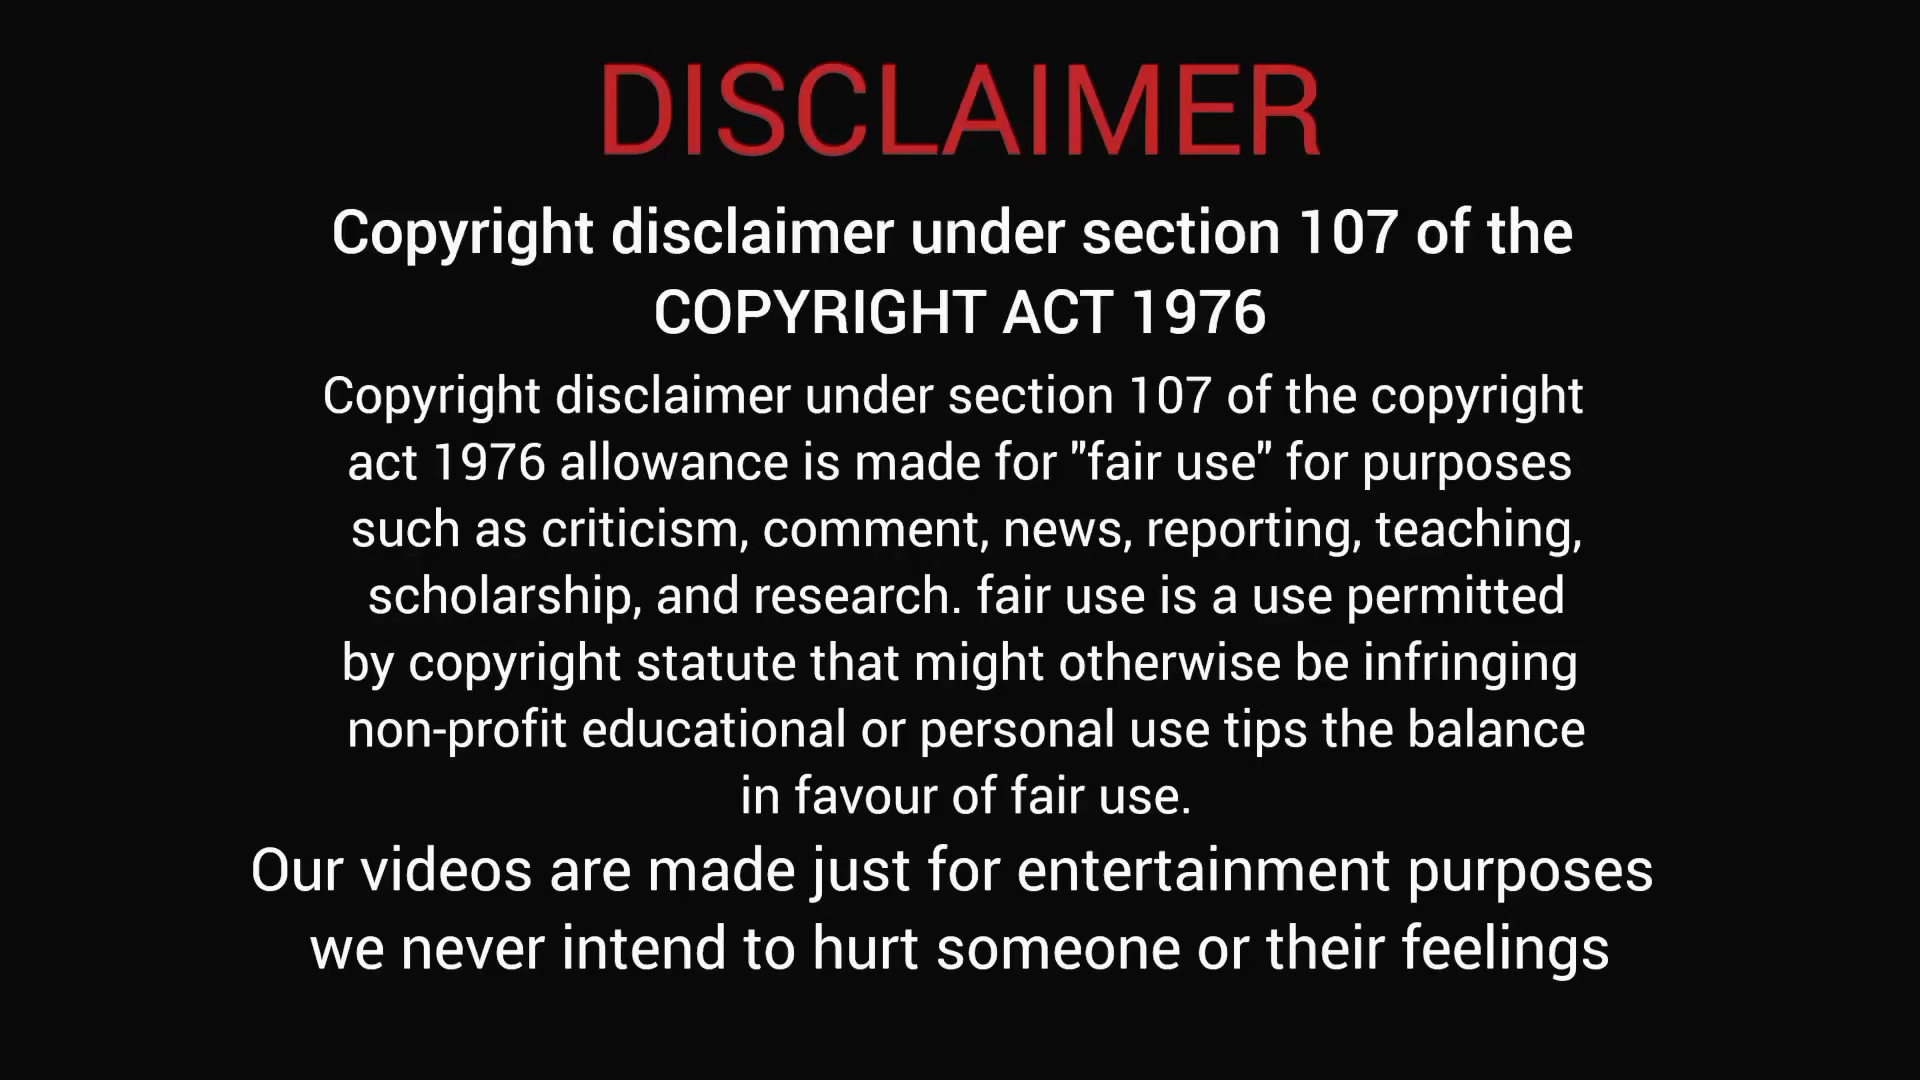 DISCLAIMER
Copyright disclaimer under section 107 of the
COPYRIGHT ACT 1976
Copyright disclaimer under section 107 of the copyright
act 1976 allowance is made for "fair use" for purposes
such as criticism, comment, news, reporting, teaching,
scholarship, and research. fair use is a use permitted
by copyright statute that might otherwise be infringing
non-profit educational or personal use tips the balance
in favour of fair use.
Our videos are made just for entertainment purposes
we never intend to hurt someone or their feelings